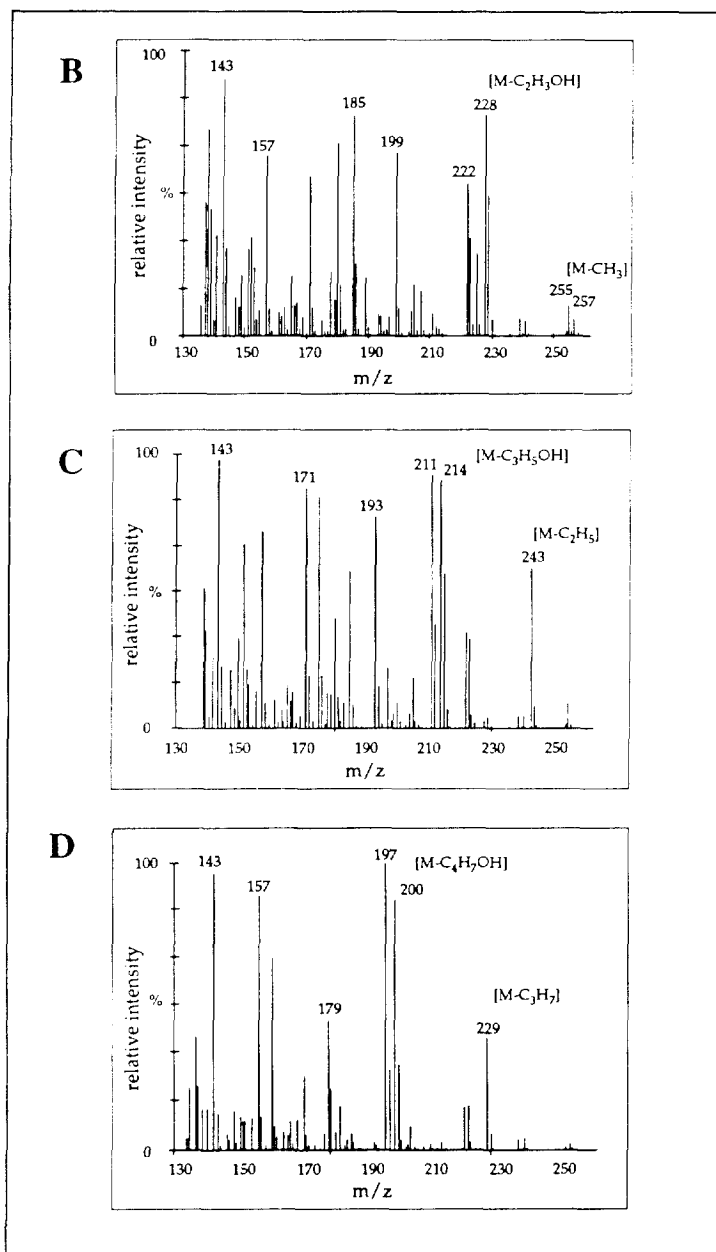 B
100
143
[M-C₂H₃OH]
228
185
157
199
222
relative intensity
%
[M-CH₃]
255
257
0
130 150 170 190 210 230 250
m/z
C
100
143
171
211
[M-C₃H₅OH]
214
193
[M-C₂H₅]
243
relative intensity
%
0
130 150 170 190 210 230 250
m/z
D
100
143
197
[M-C₄H₇OH]
157
200
relative intensity
%
179
[M-C₃H₇]
229
0
130 150 170 190 210 230 250
m/z